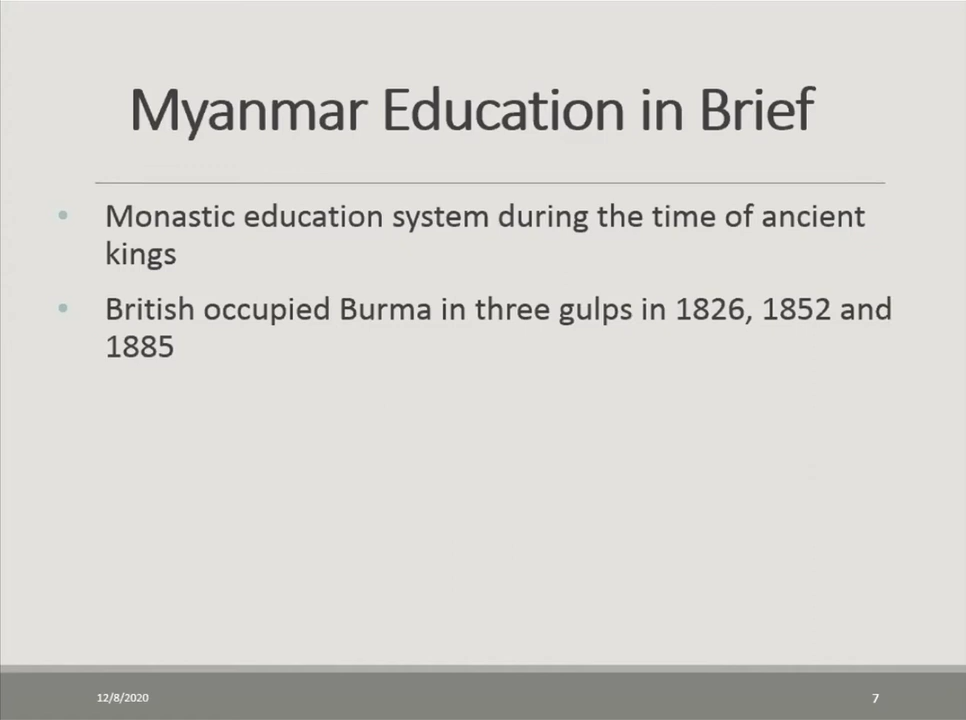 Myanmar Education in Brief
• Monastic education system during the time of ancient
kings
• British occupied Burma in three gulps in 1826, 1852 and
1885
12/8/2020
7